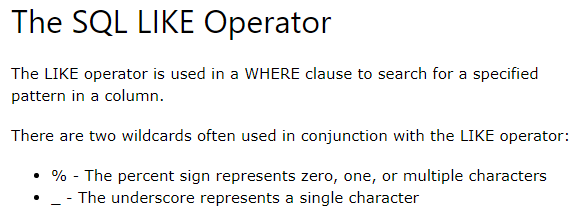 The SQL LIKE Operator
The LIKE operator is used in a WHERE clause to search for a specified
pattern in a column.
There are two wildcards often used in conjunction with the LIKE operator:
• % - The percent sign represents zero, one, or multiple characters
• _ - The underscore represents a single character